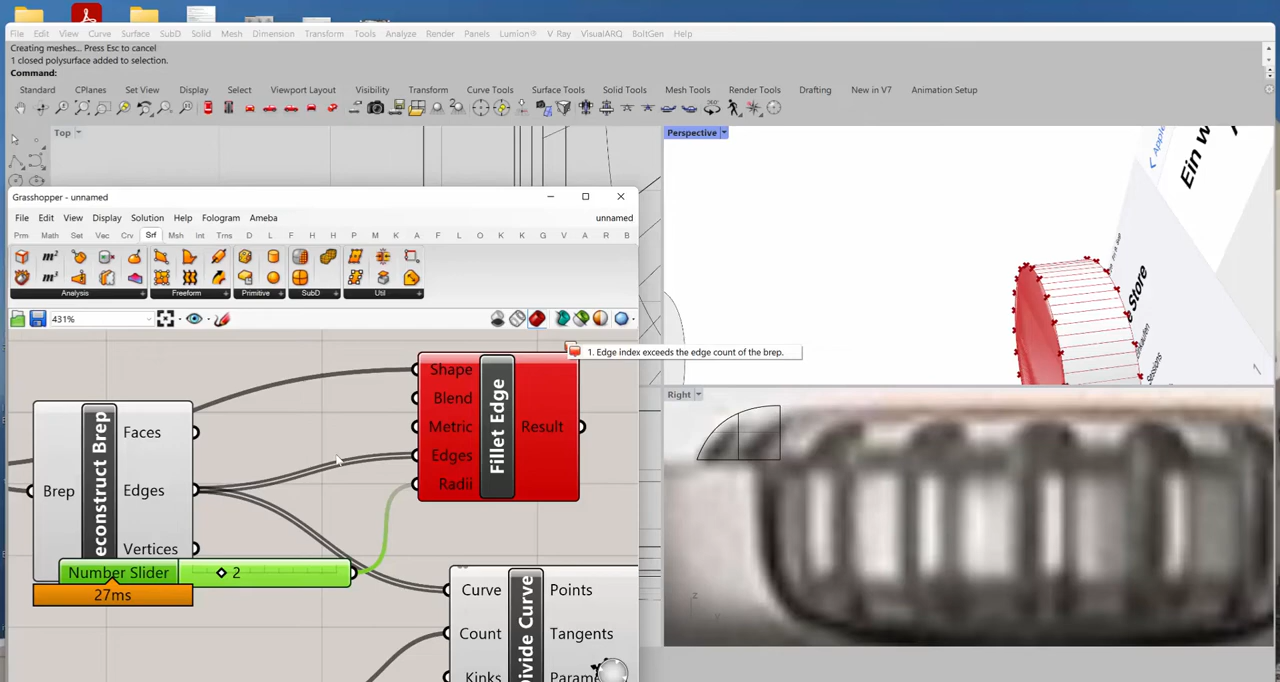 File Edit View Curve Surface SubD Solid Mesh Dimension Transform Tools Analyze Render Panels Lumion® V Ray VisualARQ BoltGen Help
Creating meshes... Press Esc to cancel
1 closed polysurface added to selection.
Command:
Standard CPlanes Set View Display Select Viewport Layout Visibility Transform Curve Tools Surface Tools Solid Tools Mesh Tools Render Tools Drafting New in V7 Animation Setup
Top
Perspective
< Apple
Ein w
e Store
Grasshopper - unnamed
File Edit View Display Solution Help Fologram Ameba unnamed
Prm Math Set Vec Crv Srf Msh Int Trns D L F H H P M K A F L O K K G V A R B
Analysis Freeform Primitive SubD Util
431%
1. Edge index exceeds the edge count of the brep.
Shape
Blend
Metric
Edges
Radii
Fillet Edge
Result
Brep
econstruct Brep
Faces
Edges
Vertices
Number Slider 2
27ms
Curve
Count
Kinks
ivide Curve
Points
Tangents
Parame
Right
z
y